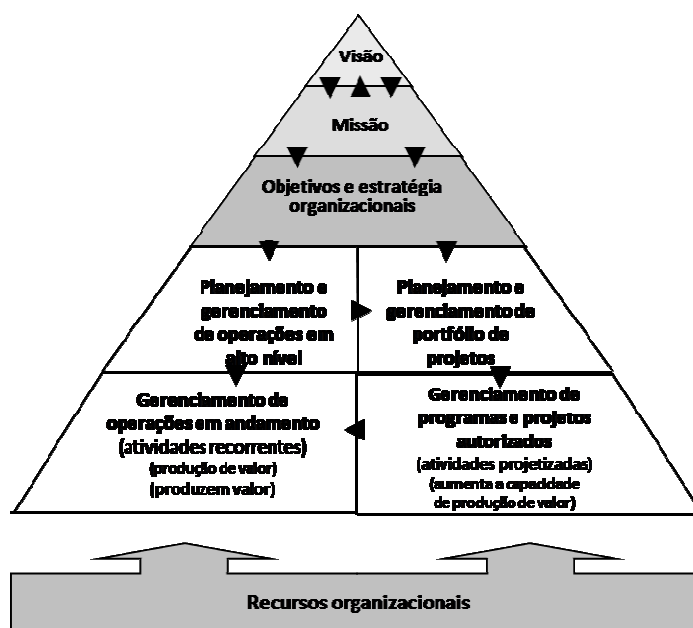 Visão
Missão
Objetivos e estratégia
organizacionais
Planejamento e
gerenciamento
de operações em
alto nível
Planejamento e
gerenciamento de
portfólio de
projetos
Gerenciamento de
operações em andamento
(atividades recorrentes)
(produção de valor)
(produzem valor)
Gerenciamento de
programas e projetos
autorizados
(atividades projetizadas)
(aumenta a capacidade
de produção de valor)
Recursos organizacionais